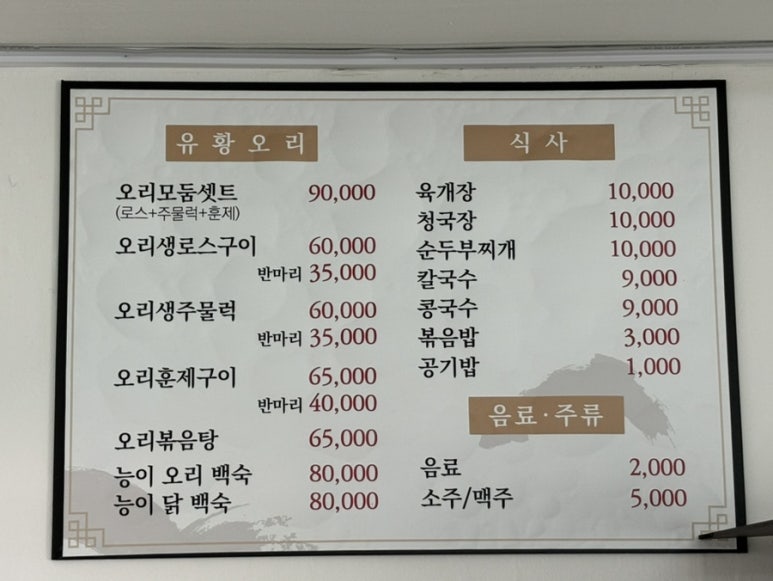 유황오리
오리모둠셋트 90,000
(로스+주물럭+훈제)
오리생로스구이 60,000
반마리 35,000
오리생주물럭 60,000
반마리 35,000
오리훈제구이 65,000
반마리 40,000
오리볶음탕 65,000
능이 오리 백숙 80,000
능이 닭 백숙 80,000
식사
육개장 10,000
청국장 10,000
순두부찌개 10,000
칼국수 9,000
콩국수 9,000
볶음밥 3,000
공기밥 1,000
음료·주류
음료 2,000
소주/맥주 5,000